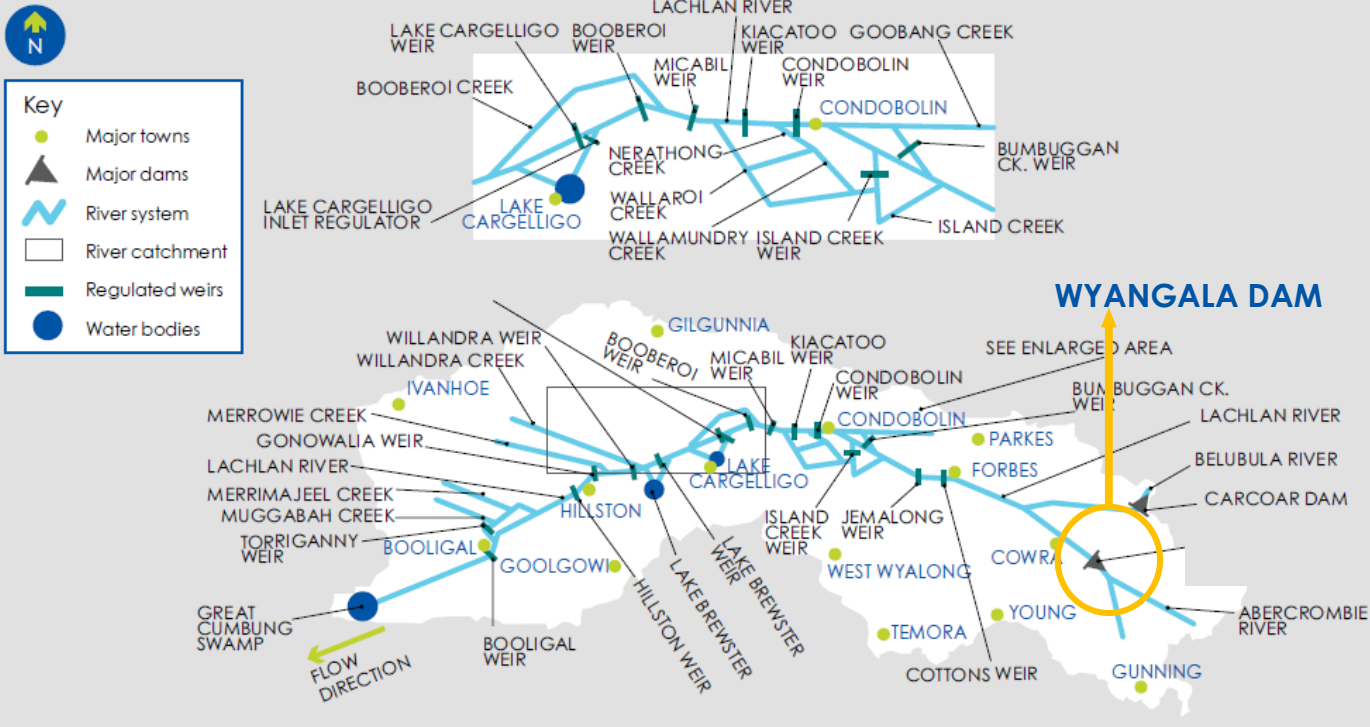 LACHLAN RIVER
LAKE CARGELLIGO
WEIR
BOOBEROI
WEIR
KIACATOO
WEIR
GOOBANG CREEK
N
MICABIL
WEIR
CONDOBOLIN
WEIR
BOOBEROI CREEK
Key
CONDOBOLIN
Major towns
NERATHONG
CREEK
BUMBUGGAN
CK. WEIR
Major dams
WALLAROI
CREEK
LAKE CARGELLIGO
INLET REGULATOR
LAKE
CARGELLIGO
River system
ISLAND CREEK
WALLAMUNDRY
CREEK
ISLAND CREEK
WEIR
River catchment
Regulated weirs
Water bodies
WYANGALA DAM
GILGUNNIA
WILLANDRA WEIR
WILLANDRA CREEK
BOOBEROI
WEIR
MICABIL
WEIR
KIACATOO
WEIR
SEE ENLARGED AREA
CONDOBOLIN
WEIR
IVANHOE
BUMBUGGAN CK.
WEIR
MERROWIE CREEK
CONDOBOLIN
LACHLAN RIVER
GONOWALIA WEIR
PARKES
LACHLAN RIVER
LAKE
CARGELLIGO
FORBES
BELUBULA RIVER
MERRIMAJEEL CREEK
CARCOAR DAM
MUGGABAH CREEK
HILLSTON
ISLAND
CREEK
WEIR
JEMALONG
WEIR
TORRIGANNY
WEIR
BOOLIGAL
GOOLGOWI
COWRA
WEST WYALONG
LAKE BREWSTER
WEIR
LAKE BREWSTER
HILLSTON WEIR
GREAT
CUMBUNG
SWAMP
YOUNG
ABERCROMBIE
RIVER
TEMORA
BOOLIGAL
WEIR
FLOW
DIRECTION
COTTONS WEIR
GUNNING